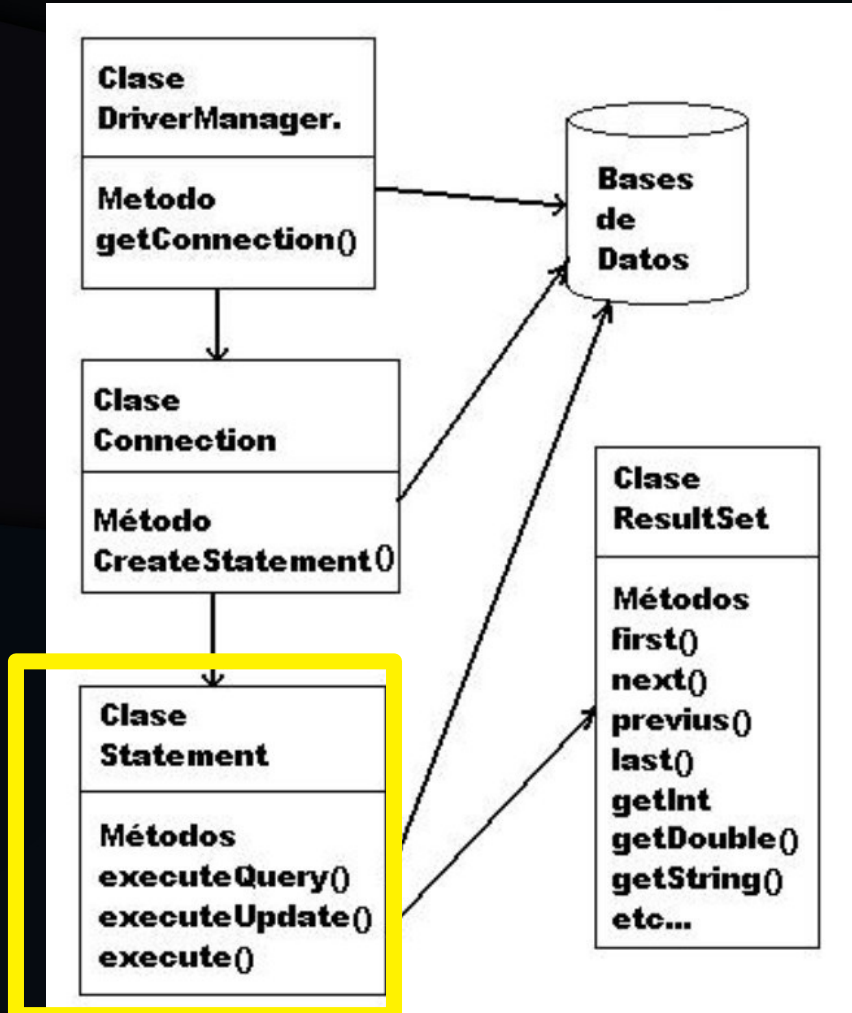 Clase
DriverManager.
Metodo
getConnection()
Bases
de
Datos
Clase
Connection
Método
CreateStatement()
Clase
Statement
Métodos
executeQuery()
executeUpdate()
execute()
Clase
ResultSet
Métodos
first()
next()
previus()
last()
getInt
getDouble()
getString()
etc...